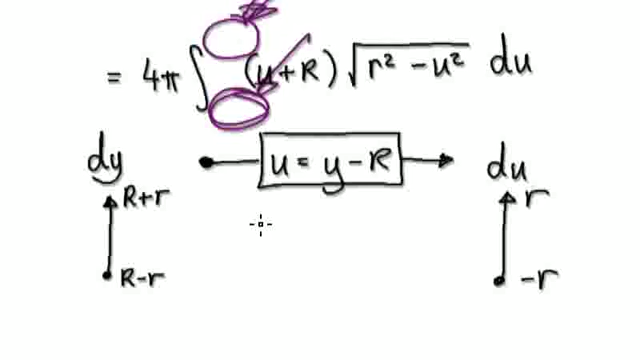 = 4π ∫ (u+R) √r² - u² du
dy u = y - R du
R+r r
R-r -r